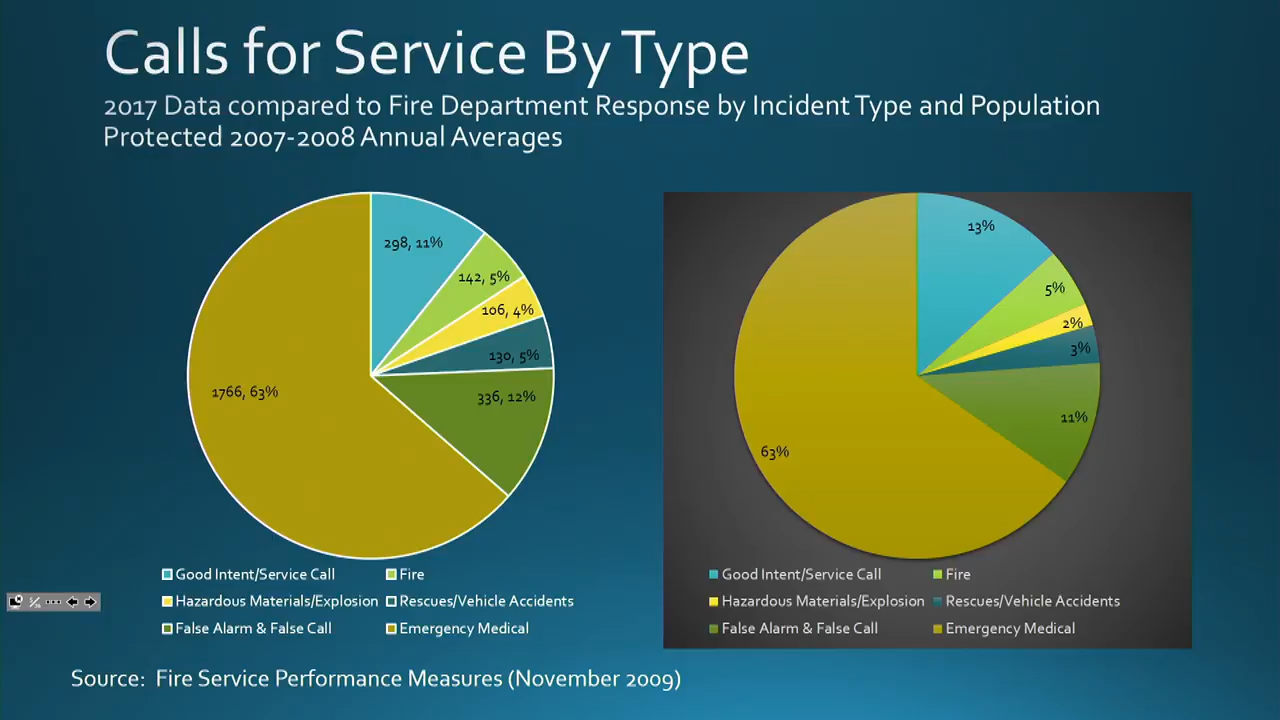 Calls for Service By Type
2017 Data compared to Fire Department Response by Incident Type and Population
Protected 2007-2008 Annual Averages
298, 11%
142, 5%
106, 4%
130, 5%
336, 12%
1766, 63%
Good Intent/Service Call
Fire
Hazardous Materials/Explosion
Rescues/Vehicle Accidents
False Alarm & False Call
Emergency Medical
13%
5%
2%
3%
11%
63%
Good Intent/Service Call
Fire
Hazardous Materials/Explosion
Rescues/Vehicle Accidents
False Alarm & False Call
Emergency Medical
Source: Fire Service Performance Measures (November 2009)